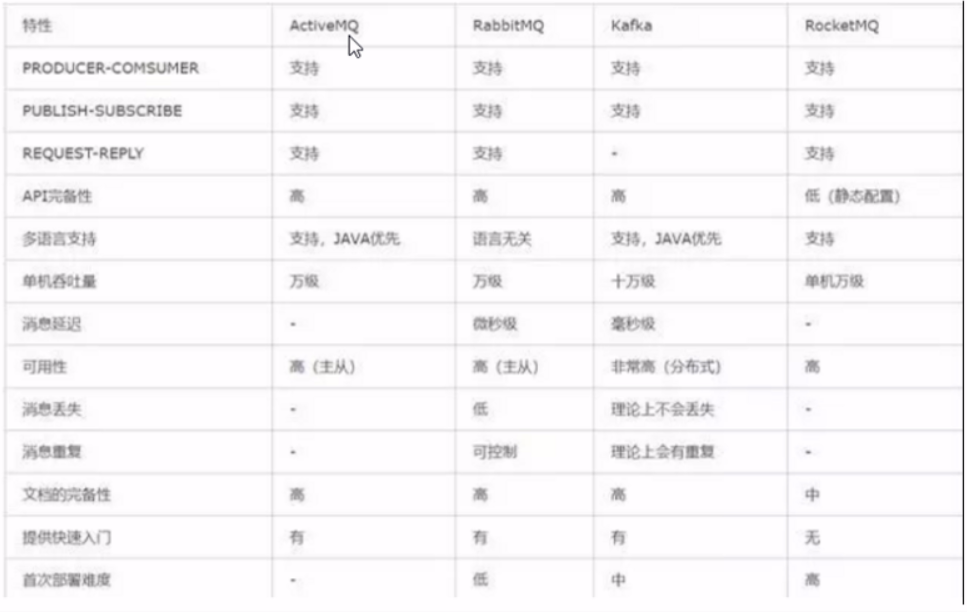 特性 ActiveMQ RabbitMQ Kafka RocketMQ
PRODUCER-COMSUMER 支持 支持 支持 支持
PUBLISH-SUBSCRIBE 支持 支持 支持 支持
REQUEST-REPLY 支持 支持 - 支持
API完备性 高 高 高 低（静态配置）
多语言支持 支持，JAVA优先 语言无关 支持，JAVA优先 支持
单机吞吐量 万级 万级 十万级 单机万级
消息延迟 - 微秒级 毫秒级 -
可用性 高（主从） 高（主从） 非常高（分布式） 高
消息丢失 - 低 理论上不会丢失 -
消息重复 - 可控制 理论上会有重复 -
文档的完备性 高 高 高 中
提供快速入门 有 有 有 无
首次部署难度 - 低 中 高